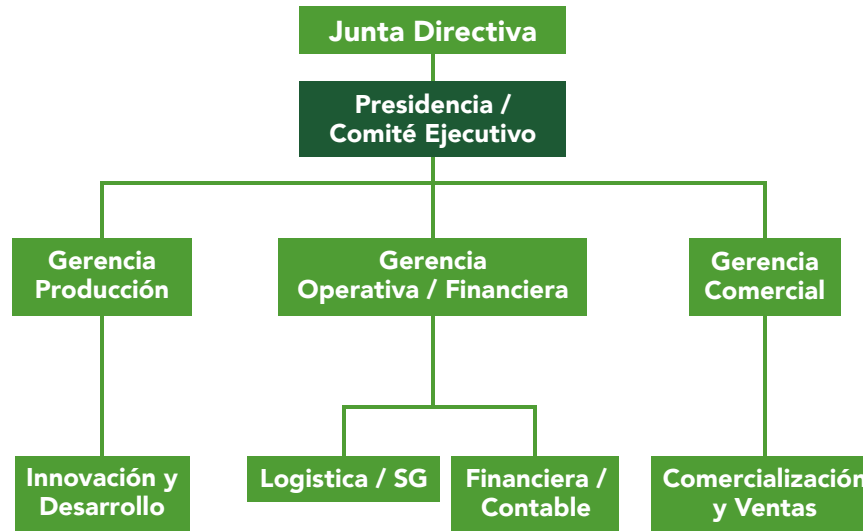 Junta Directiva
Presidencia /
Comité Ejecutivo
Gerencia
Producción
Gerencia
Operativa / Financiera
Gerencia
Comercial
Innovación y
Desarrollo
Logistica / SG
Financiera /
Contable
Comercialización
y Ventas